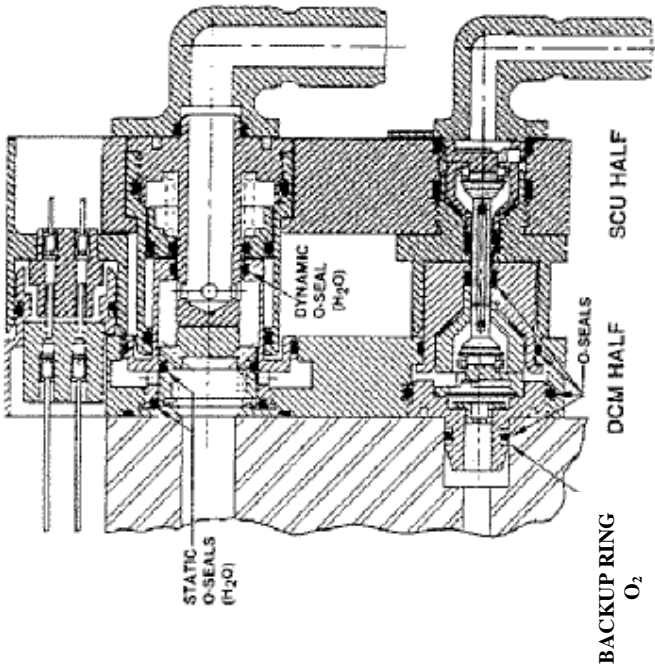 STATIC
O-SEALS
(H₂O)
DYNAMIC
O-SEAL
(H₂O)
O-SEALS
SCU HALF
DCM HALF
BACKUP RING
O₂